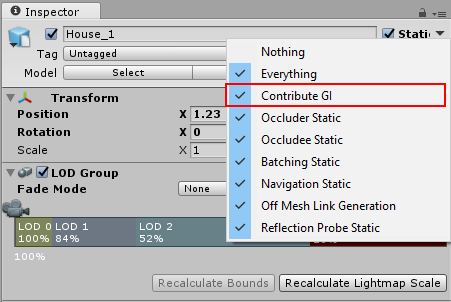 Inspector
House_1 Static
Nothing
Tag Untagged
Everything
Model Select
Contribute GI
Transform
Position X 1.23
Occluder Static
Rotation X 0
Occludee Static
Scale X 1
Batching Static
LOD Group
Navigation Static
Fade Mode None
Off Mesh Link Generation
LOD 0 LOD 1 LOD 2
Reflection Probe Static
100% 84% 52%
100%
Recalculate Bounds Recalculate Lightmap Scale